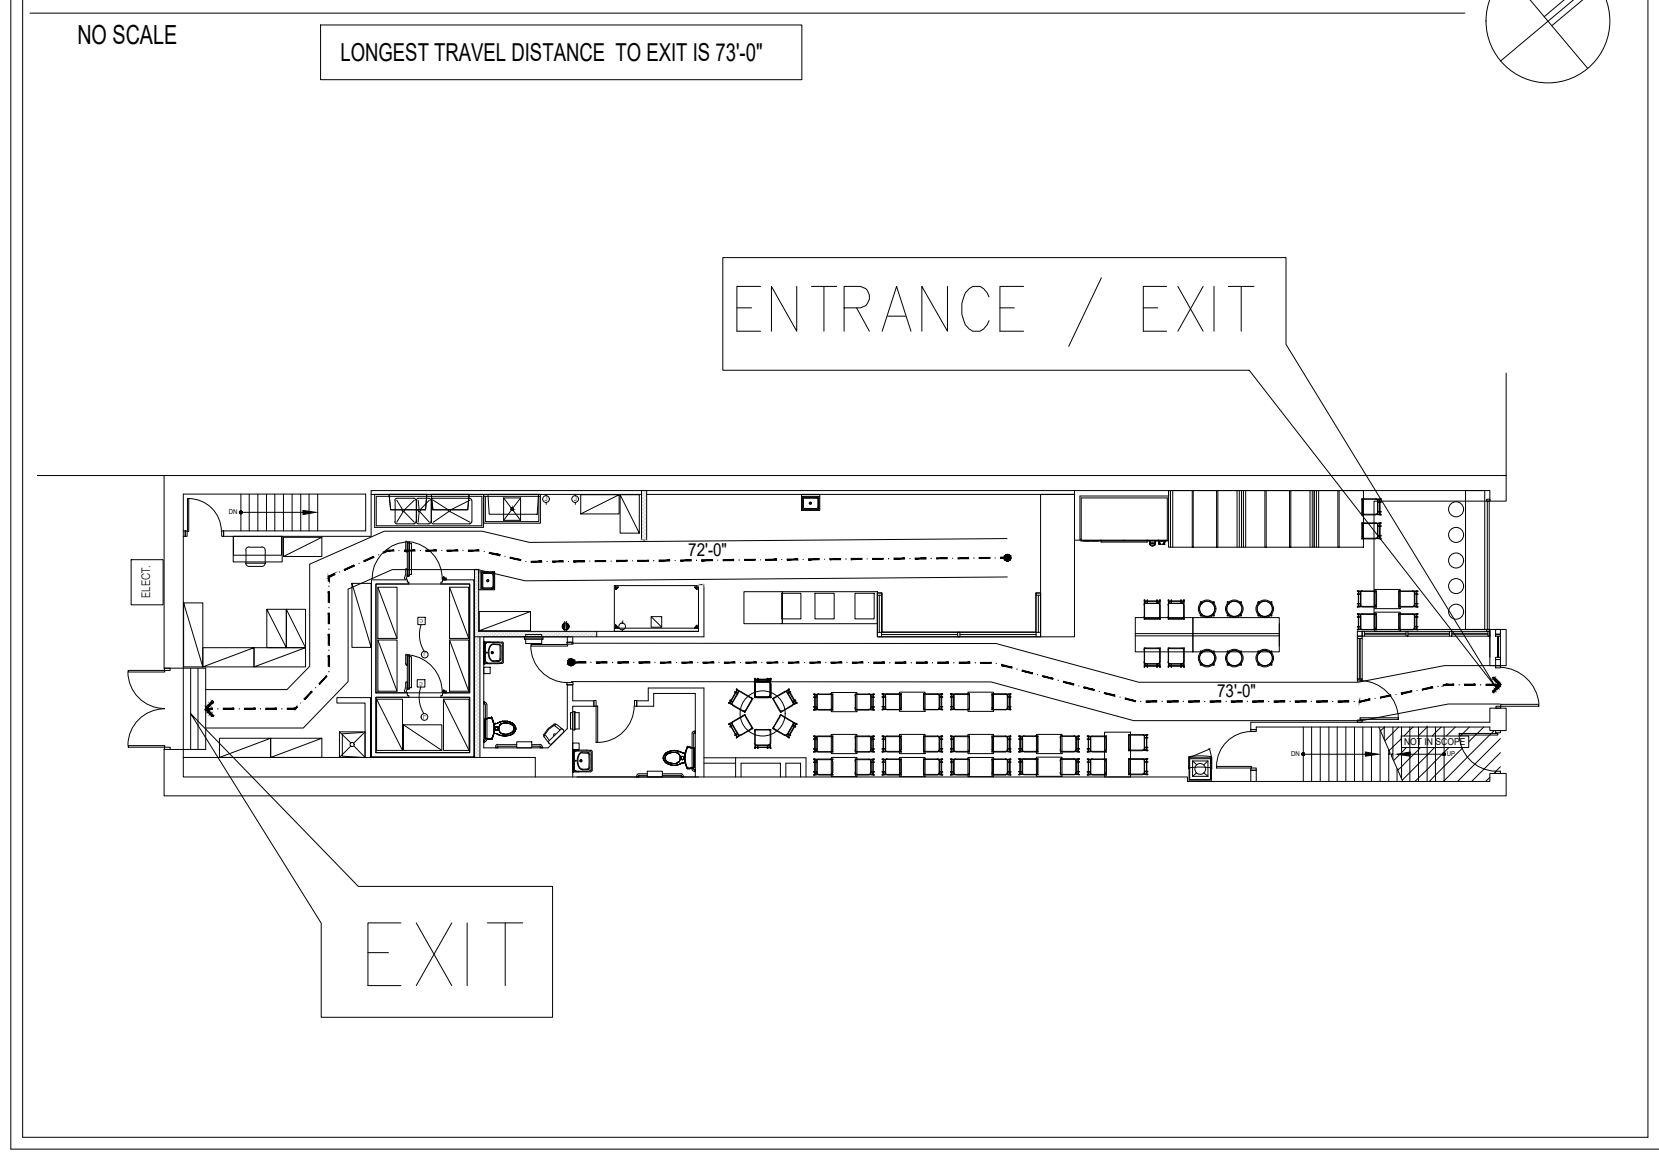 NO SCALE
LONGEST TRAVEL DISTANCE TO EXIT IS 73'-0"
ENTRANCE / EXIT
DN
72'-0"
ELECT.
73'-0"
NOT IN SCOPE
DN
UP
EXIT